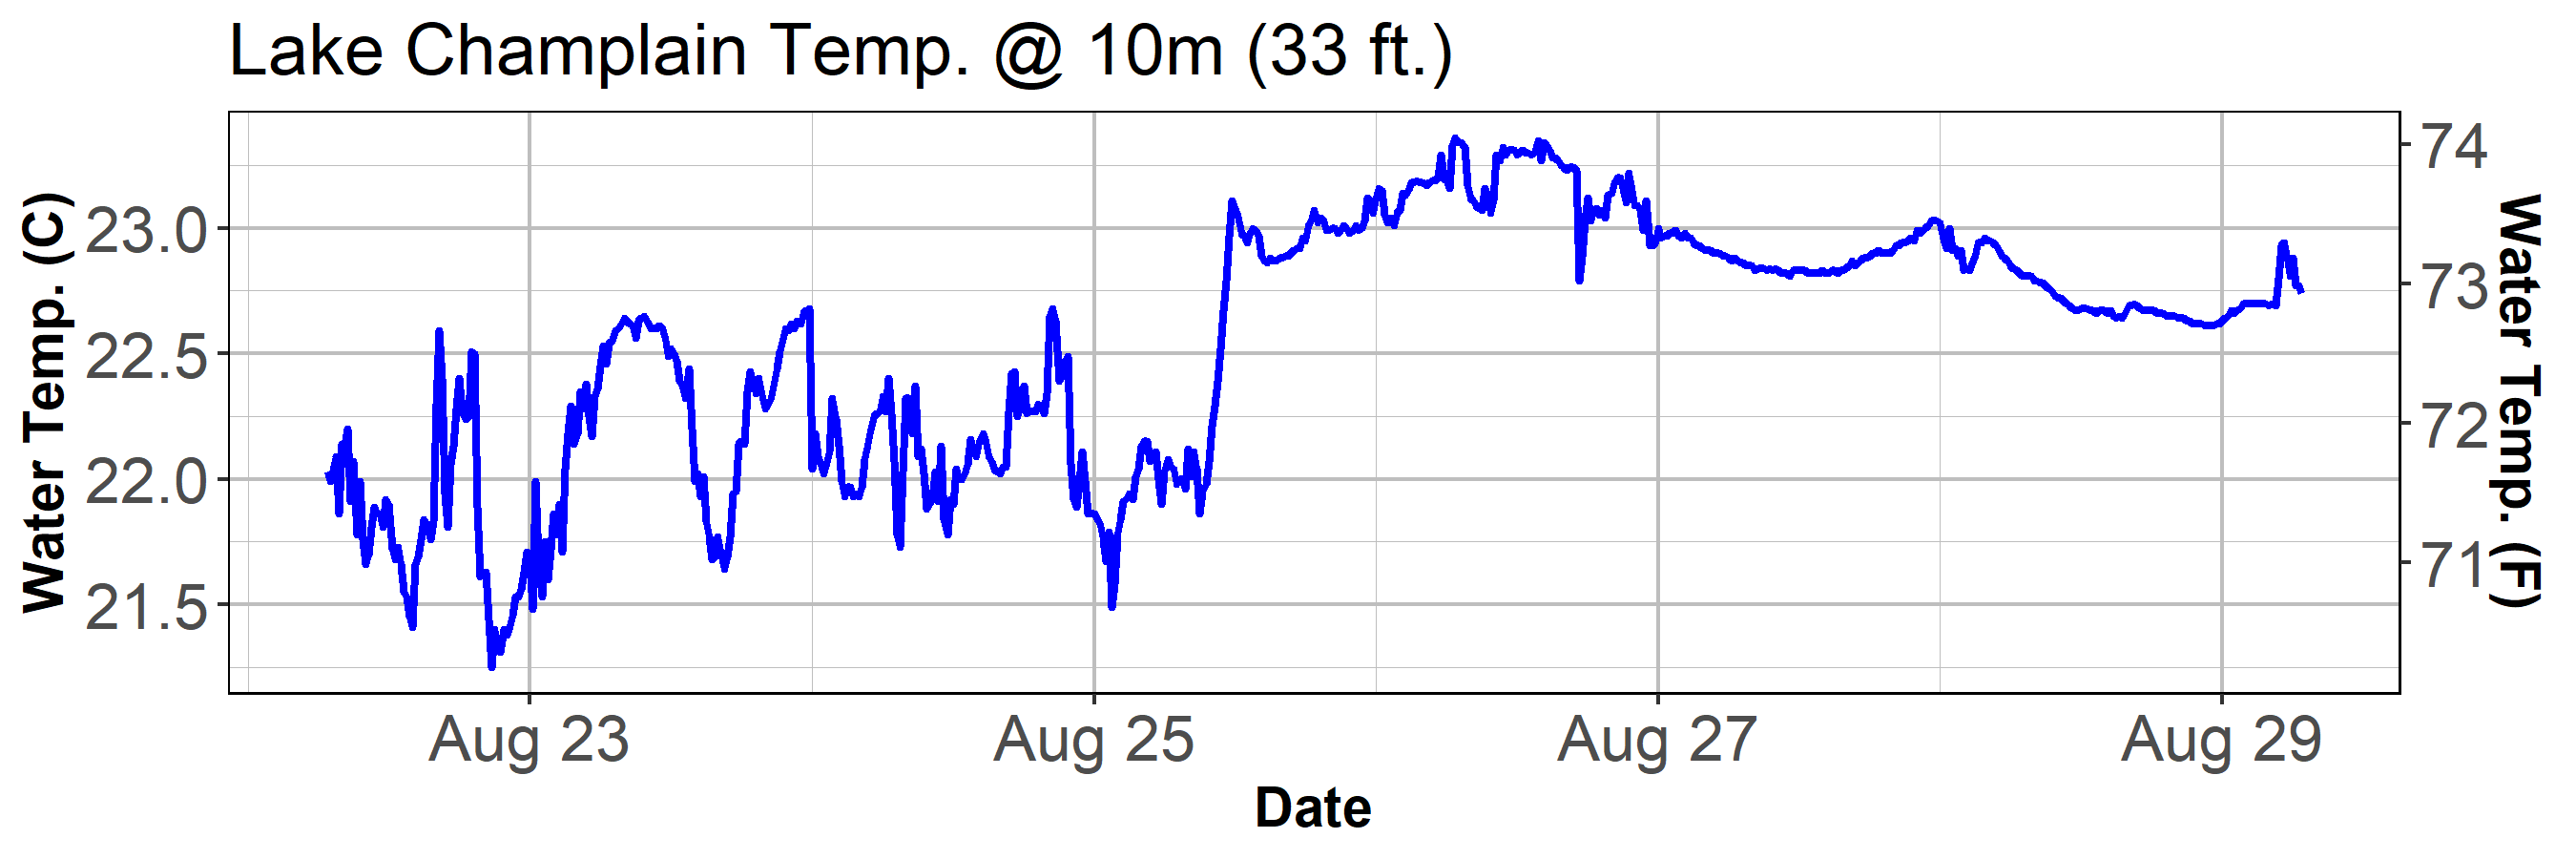 Lake Champlain Temp. @ 10m (33 ft.)
Water Temp. (C)
23.0
22.5
22.0
21.5
74
73
72
71
Water Temp. (F)
Aug 23
Aug 25
Aug 27
Aug 29
Date